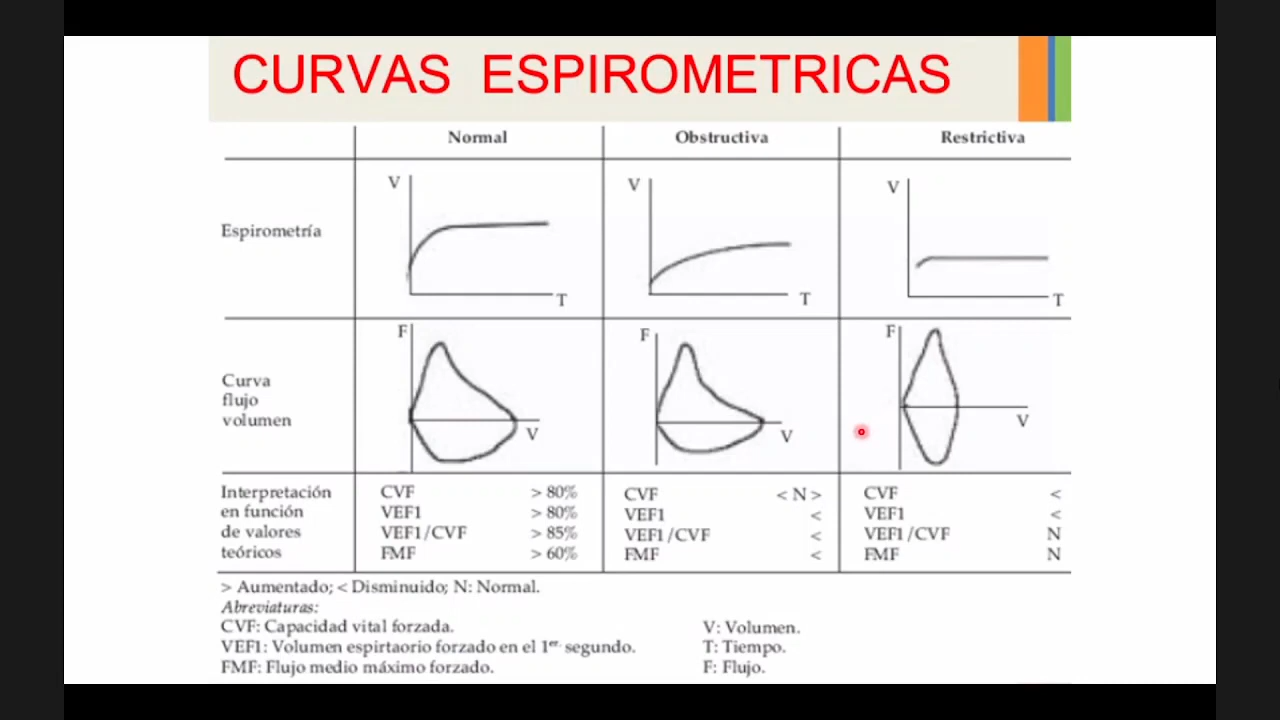 CURVAS ESPIROMETRICAS
Normal Obstructiva Restrictiva
Espirometría V T V T V T
Curva flujo volumen F V F V F V
Interpretación CVF > 80% CVF < N > CVF <
en función VEF1 > 80% VEF1 < VEF1 <
de valores VEF1/CVF > 85% VEF1/CVF < VEF1/CVF N
teóricos FMF > 60% FMF < FMF N
> Aumentado; < Disminuido; N: Normal.
Abreviaturas:
CVF: Capacidad vital forzada. V: Volumen.
VEF1: Volumen espirtaorio forzado en el 1er segundo. T: Tiempo.
FMF: Flujo medio máximo forzado. F: Flujo.